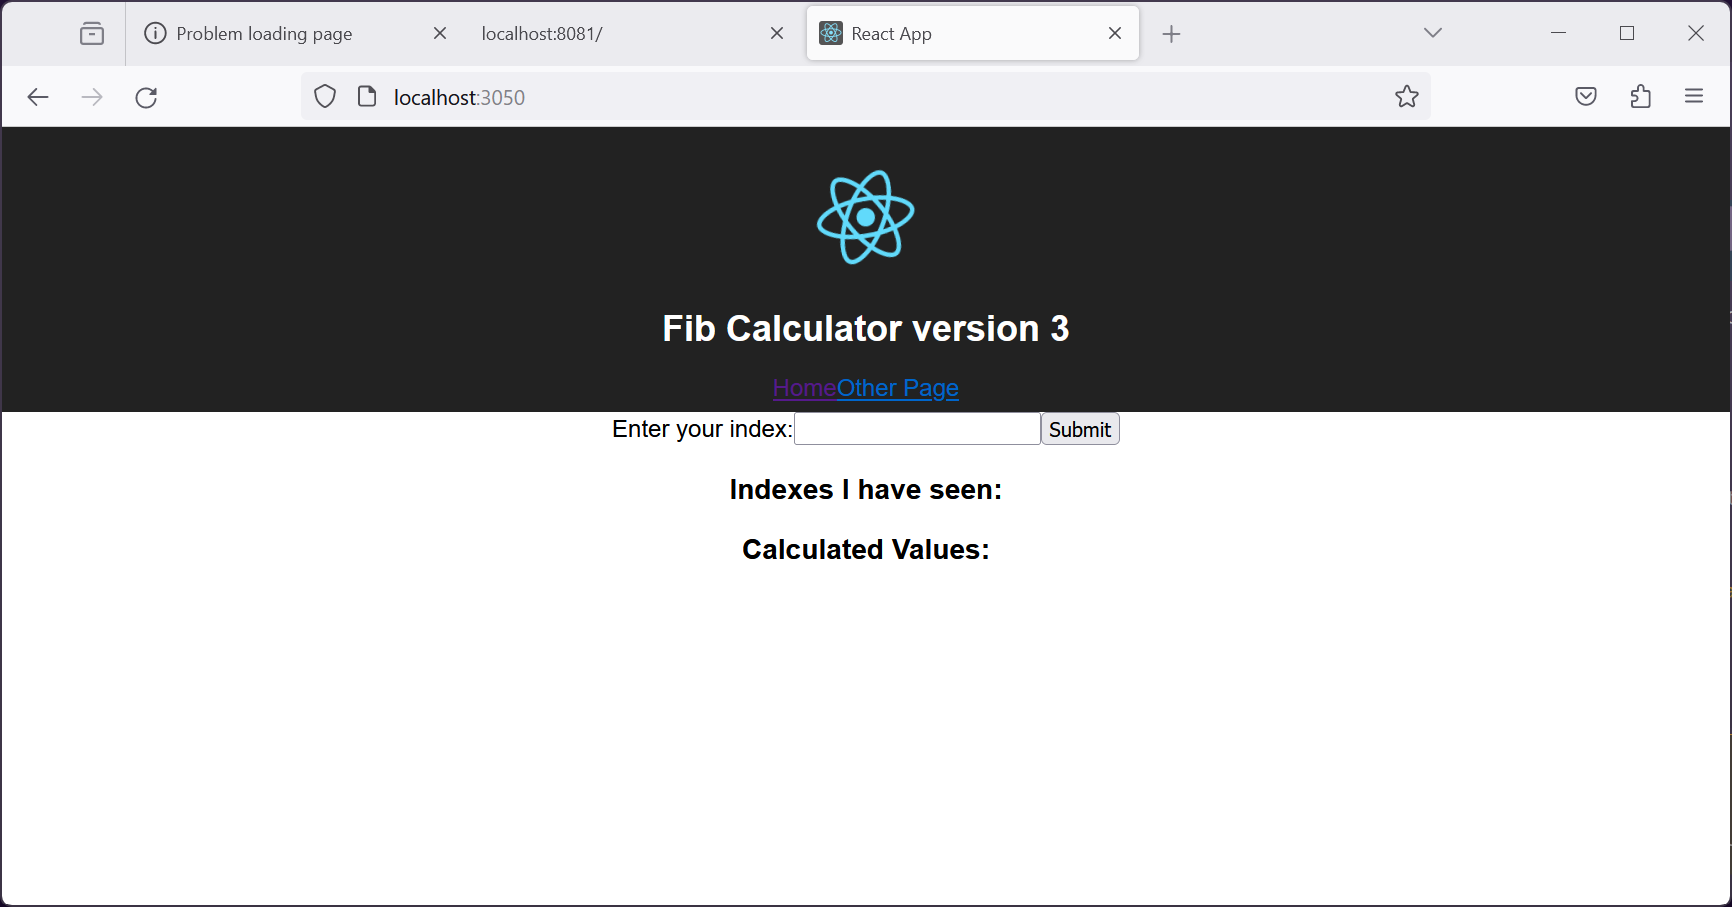 Problem loading page
localhost:8081/
React App
localhost:3050
Fib Calculator version 3
HomeOther Page
Enter your index: Submit
Indexes I have seen:
Calculated Values: